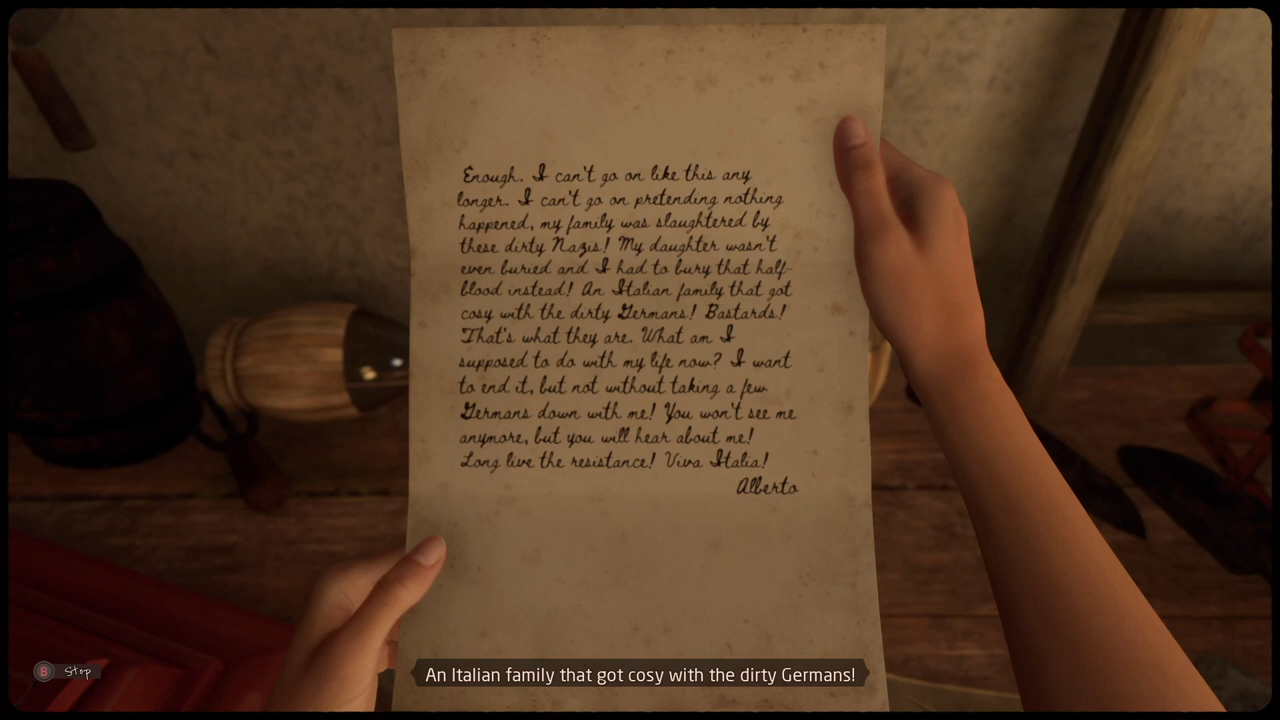 Enough. I can't go on like this any
longer. I can't go on pretending nothing
happened, my family was slaughtered by
these dirty Nazis! My daughter wasn't
even buried and I had to bury that half-
blood instead! An Italian family that got
cosy with the dirty Germans! Bastards!
That's what they are. What am I
supposed to do with my life now? I want
to end it, but not without taking a few
Germans down with me! You won't see me
anymore, but you will hear about me!
Long live the resistance! Viva Italia!
Alberto
B Stop
An Italian family that got cosy with the dirty Germans!